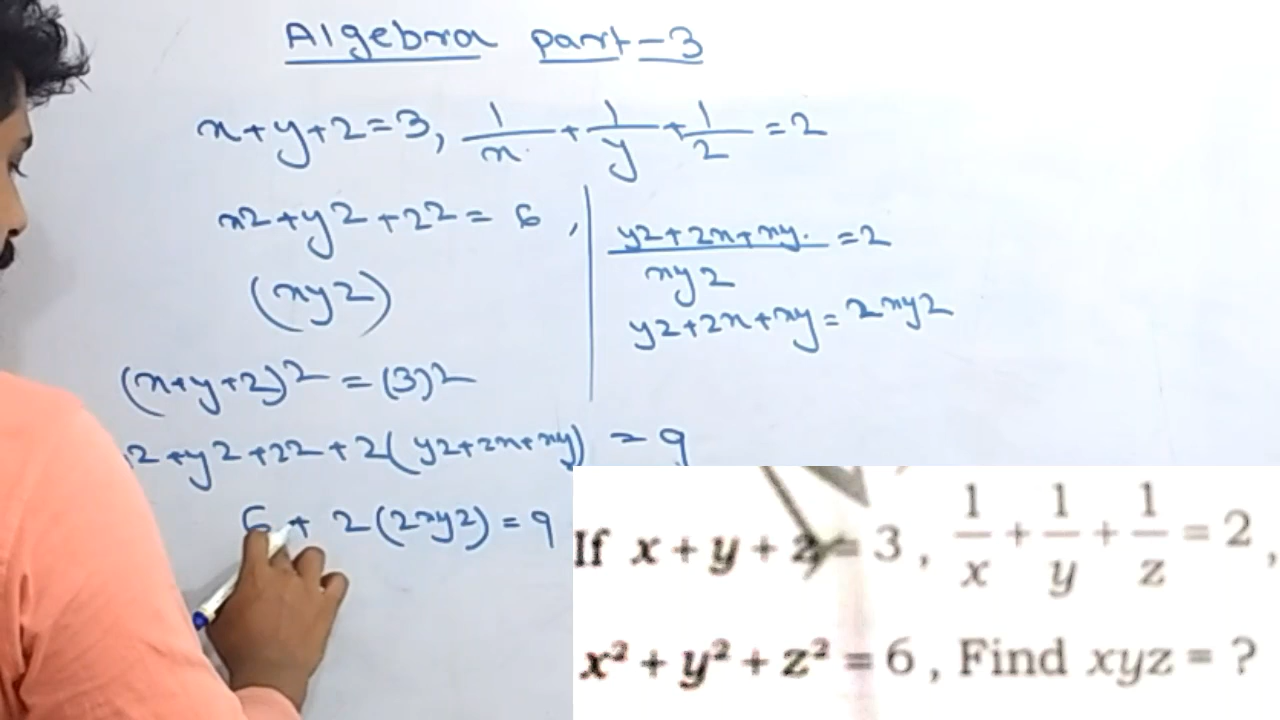 Algebra part-3
x+y+z=3, 1/x + 1/y + 1/z = 2
x²+y²+z² = 6,
(xyz)
(yz+zx+xy)/xyz = 2
yz+zx+xy = 2xyz
(x+y+z)² = (3)²
²+y²+z²+2(yz+zx+xy) = 9
6 + 2(2xyz) = 9
If x + y + z = 3, 1/x + 1/y + 1/z = 2,
x² + y² + z² = 6, Find xyz = ?